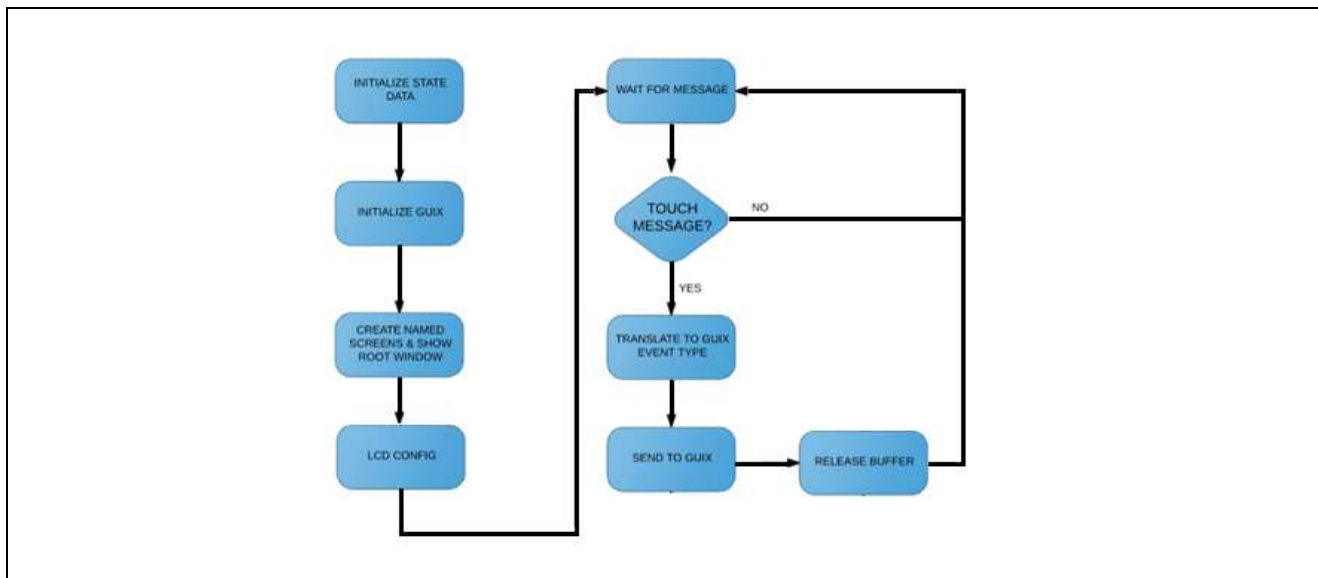 INITIALIZE STATE
DATA
INITIALIZE GUIX
CREATE NAMED
SCREENS & SHOW
ROOT WINDOW
LCD CONFIG
WAIT FOR MESSAGE
TOUCH
MESSAGE?
NO
YES
TRANSLATE TO GUIX
EVENT TYPE
SEND TO GUIX
RELEASE BUFFER